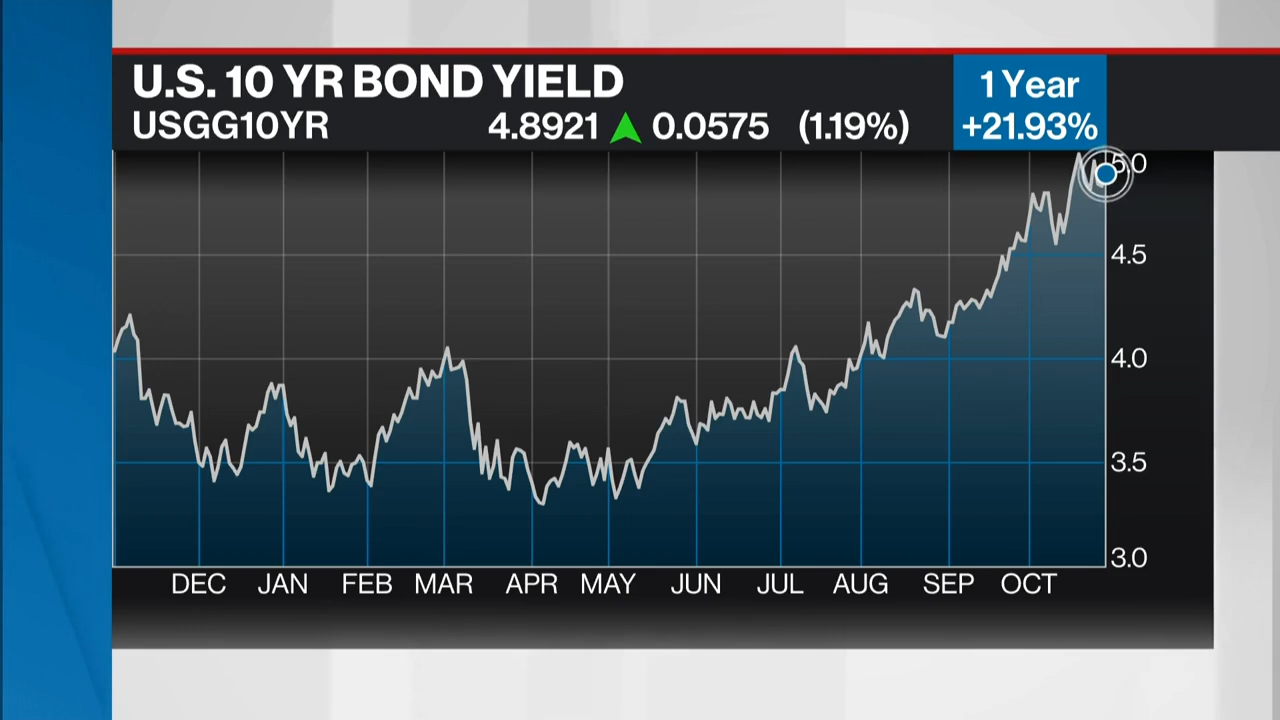 U.S. 10 YR BOND YIELD
USGG10YR 4.8921 ▲ 0.0575 (1.19%)
1 Year
+21.93%
5.0
4.5
4.0
3.5
3.0
DEC JAN FEB MAR APR MAY JUN JUL AUG SEP OCT